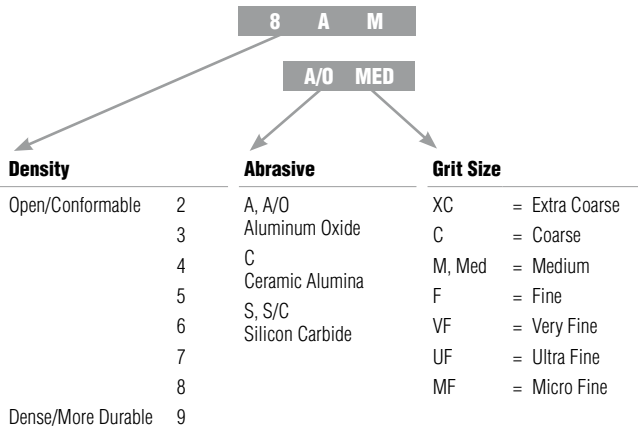 8 A M
A/O MED
Density
Open/Conformable 2
3
4
5
6
7
8
Dense/More Durable 9
Abrasive
A, A/O
Aluminum Oxide
C
Ceramic Alumina
S, S/C
Silicon Carbide
Grit Size
XC = Extra Coarse
C = Coarse
M, Med = Medium
F = Fine
VF = Very Fine
UF = Ultra Fine
MF = Micro Fine